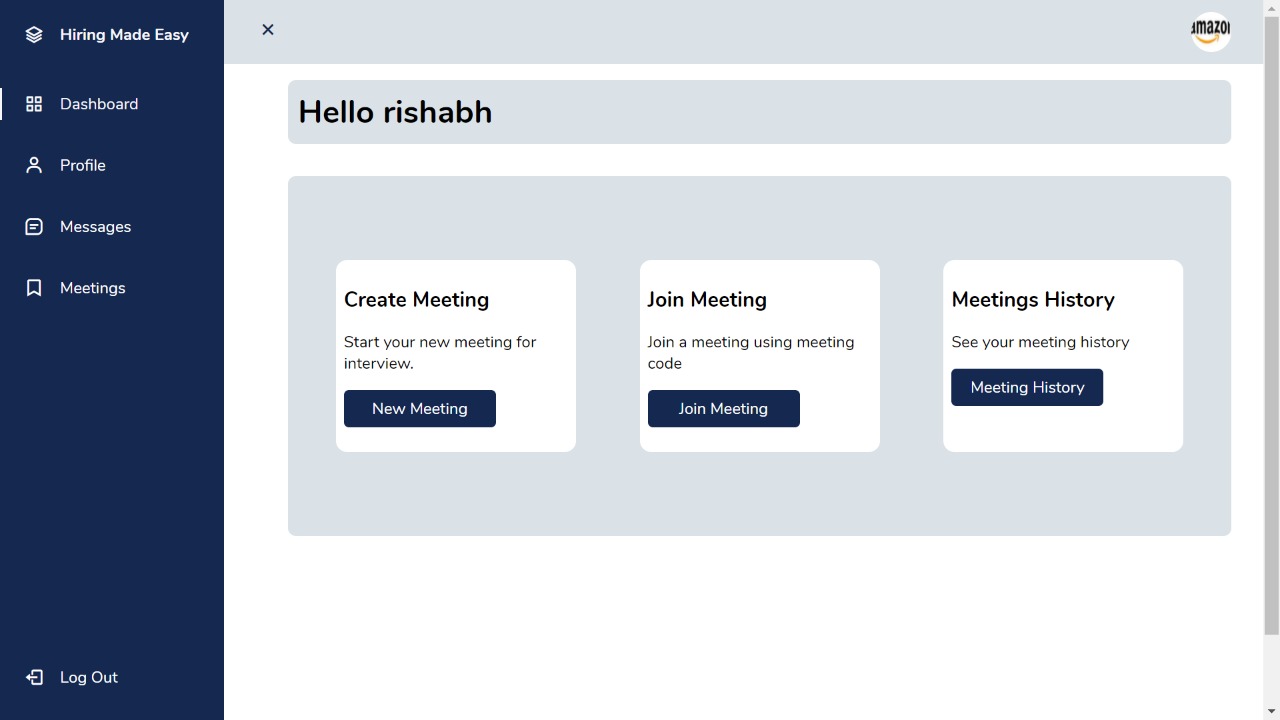 Hiring Made Easy
Dashboard
Profile
Messages
Meetings
Log Out
amazon
Hello rishabh
Create Meeting
Start your new meeting for
interview.
New Meeting
Join Meeting
Join a meeting using meeting
code
Join Meeting
Meetings History
See your meeting history
Meeting History